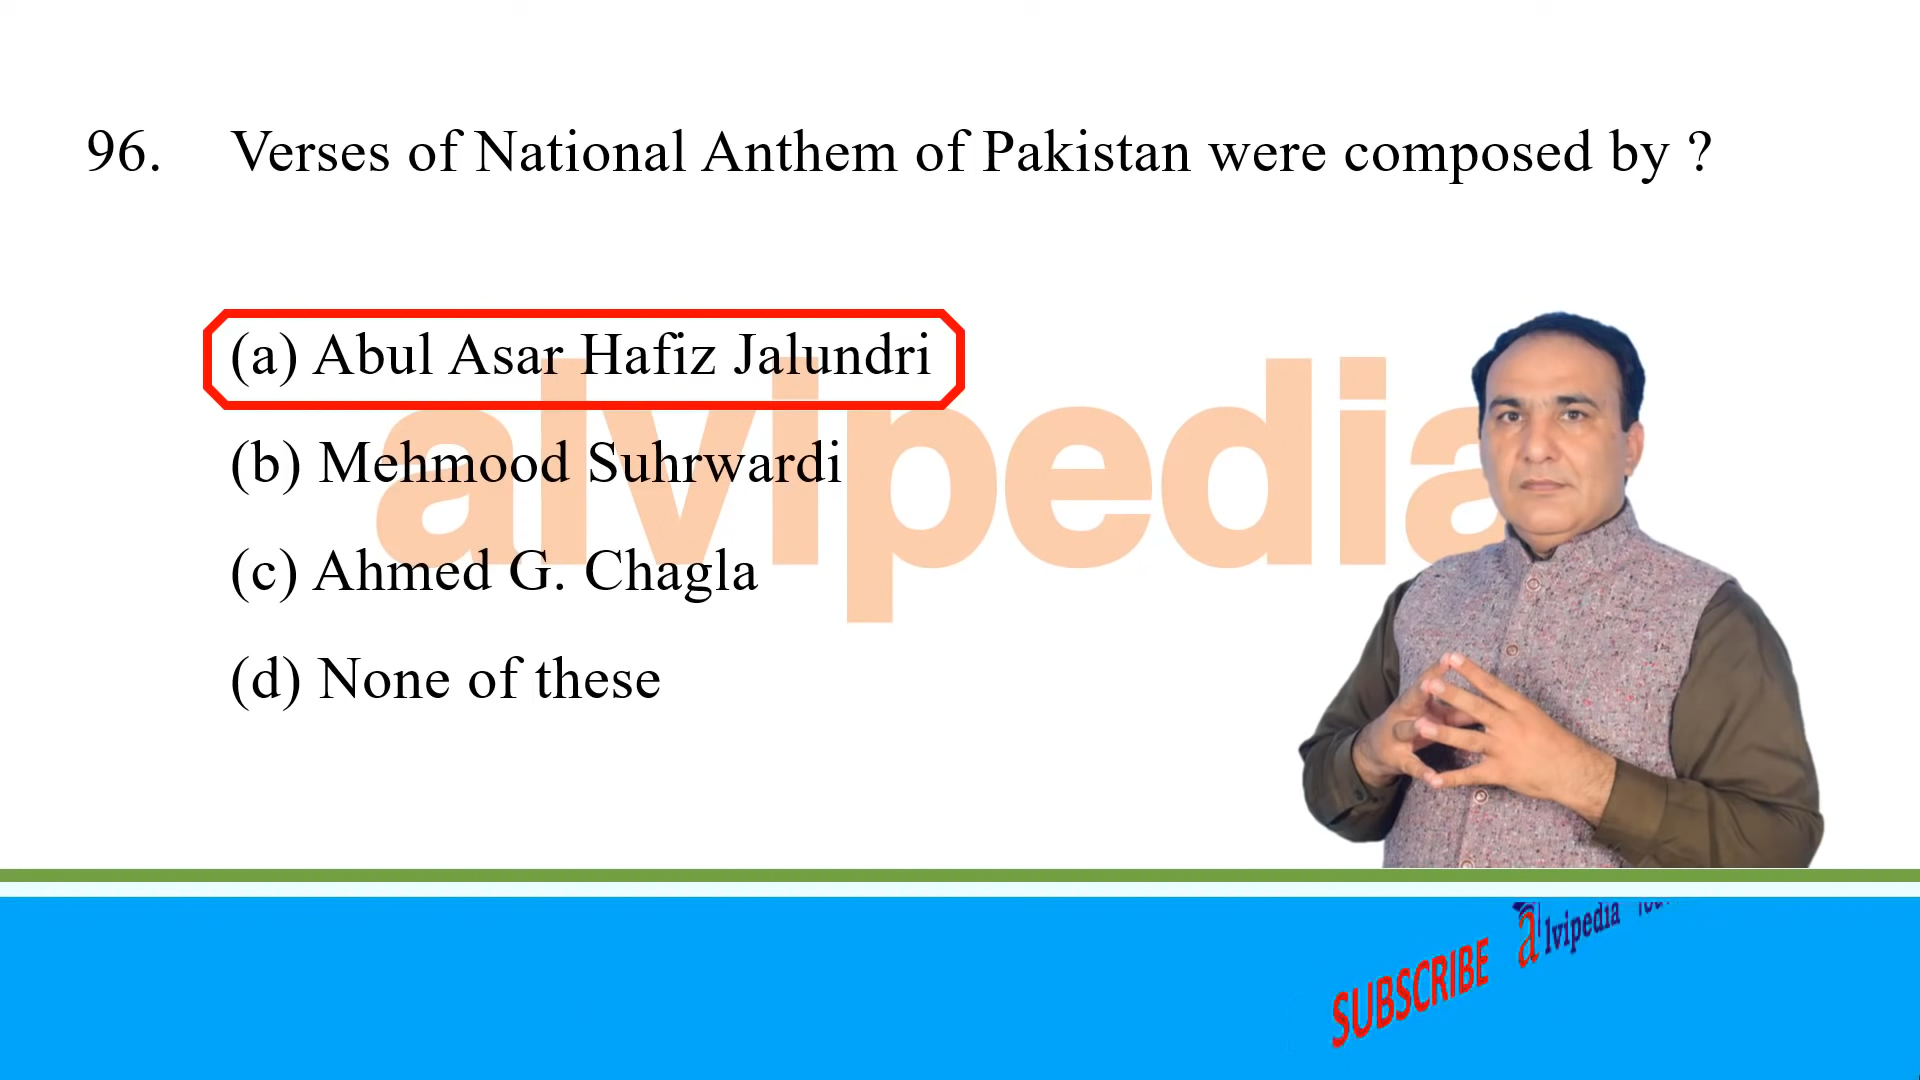 96. Verses of National Anthem of Pakistan were composed by ?
(a) Abul Asar Hafiz Jalundri
(b) Mehmood Suhrwardi
(c) Ahmed G. Chagla
(d) None of these
alvipedia
SUBSCRIBE alvipedia